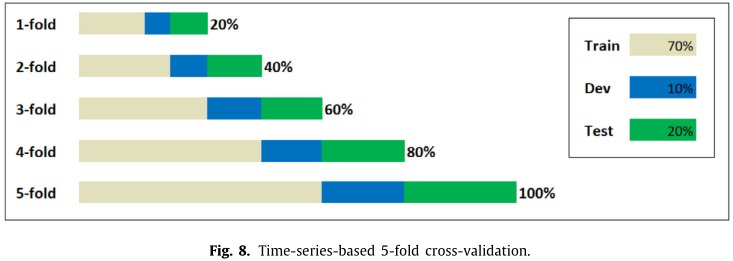 1-fold 20%
2-fold 40%
3-fold 60%
4-fold 80%
5-fold 100%
Train 70%
Dev 10%
Test 20%
Fig. 8. Time-series-based 5-fold cross-validation.